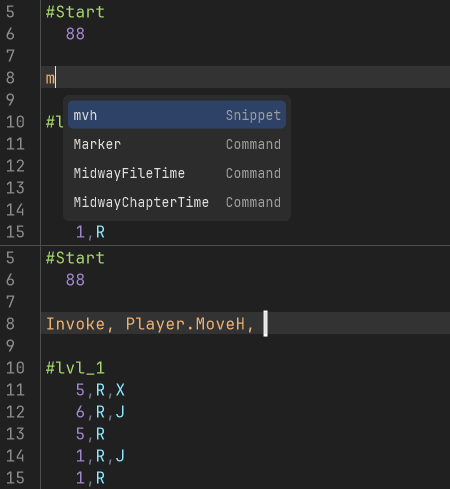 5 #Start
6 88
7
8 m
9
mvh Snippet
10 #l
Marker Command
11
12
MidwayFileTime Command
13
MidwayChapterTime Command
14
15 1,R
5 #Start
6 88
7
8 Invoke, Player.MoveH,
9
10 #lvl_1
11 5,R,X
12 6,R,J
13 5,R
14 1,R,J
15 1,R